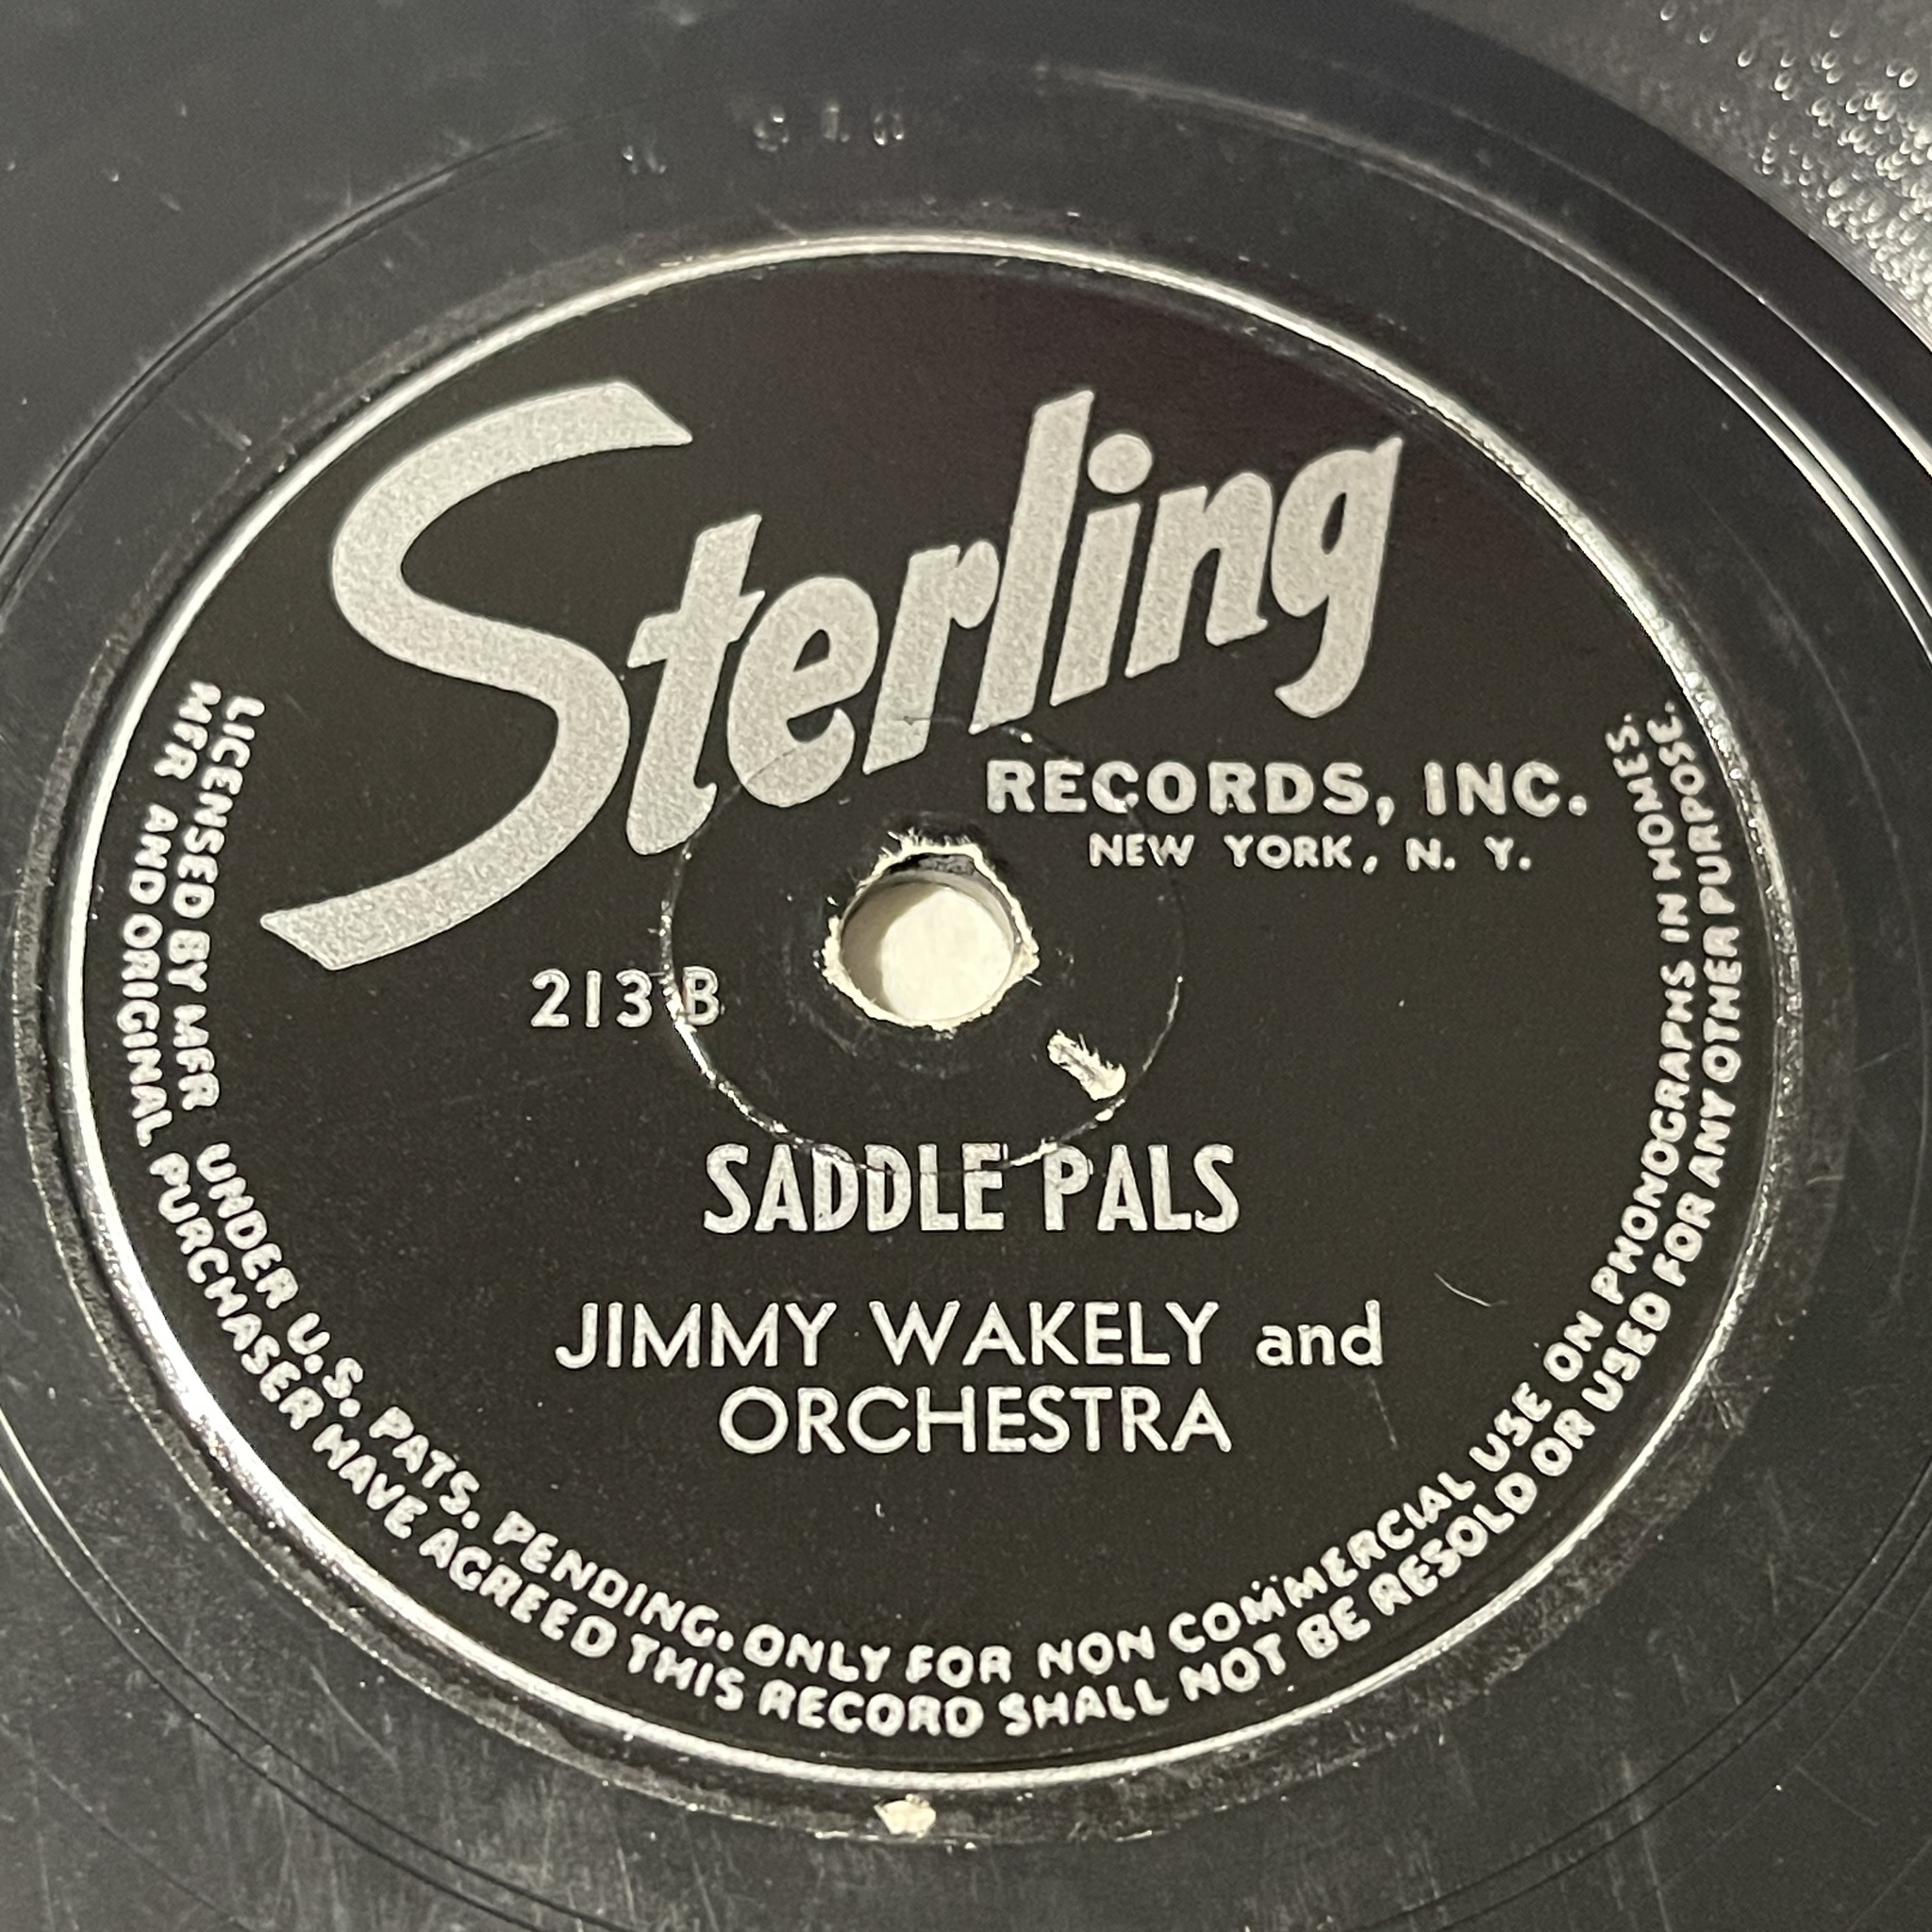 Sterling
RECORDS, INC.
NEW YORK, N. Y.
213 B
SADDLE PALS
JIMMY WAKELY and
ORCHESTRA
LICENSED BY MFR UNDER U.S. PATS. PENDING. ONLY FOR NON COMMERCIAL USE ON PHONOGRAPHS IN HOMES.
MFR AND ORIGINAL PURCHASER HAVE AGREED THIS RECORD SHALL NOT BE RESOLD OR USED FOR ANY OTHER PURPOSE.